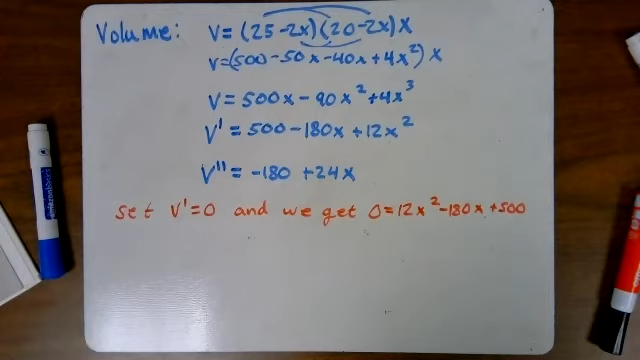 Volume: V=(25-2x)(20-2x)x
V=(500-50x-40x+4x²)x
V=500x-90x²+4x³
V'=500-180x+12x²
V''=-180+24x
set V'=0 and we get 0=12x²-180x+500